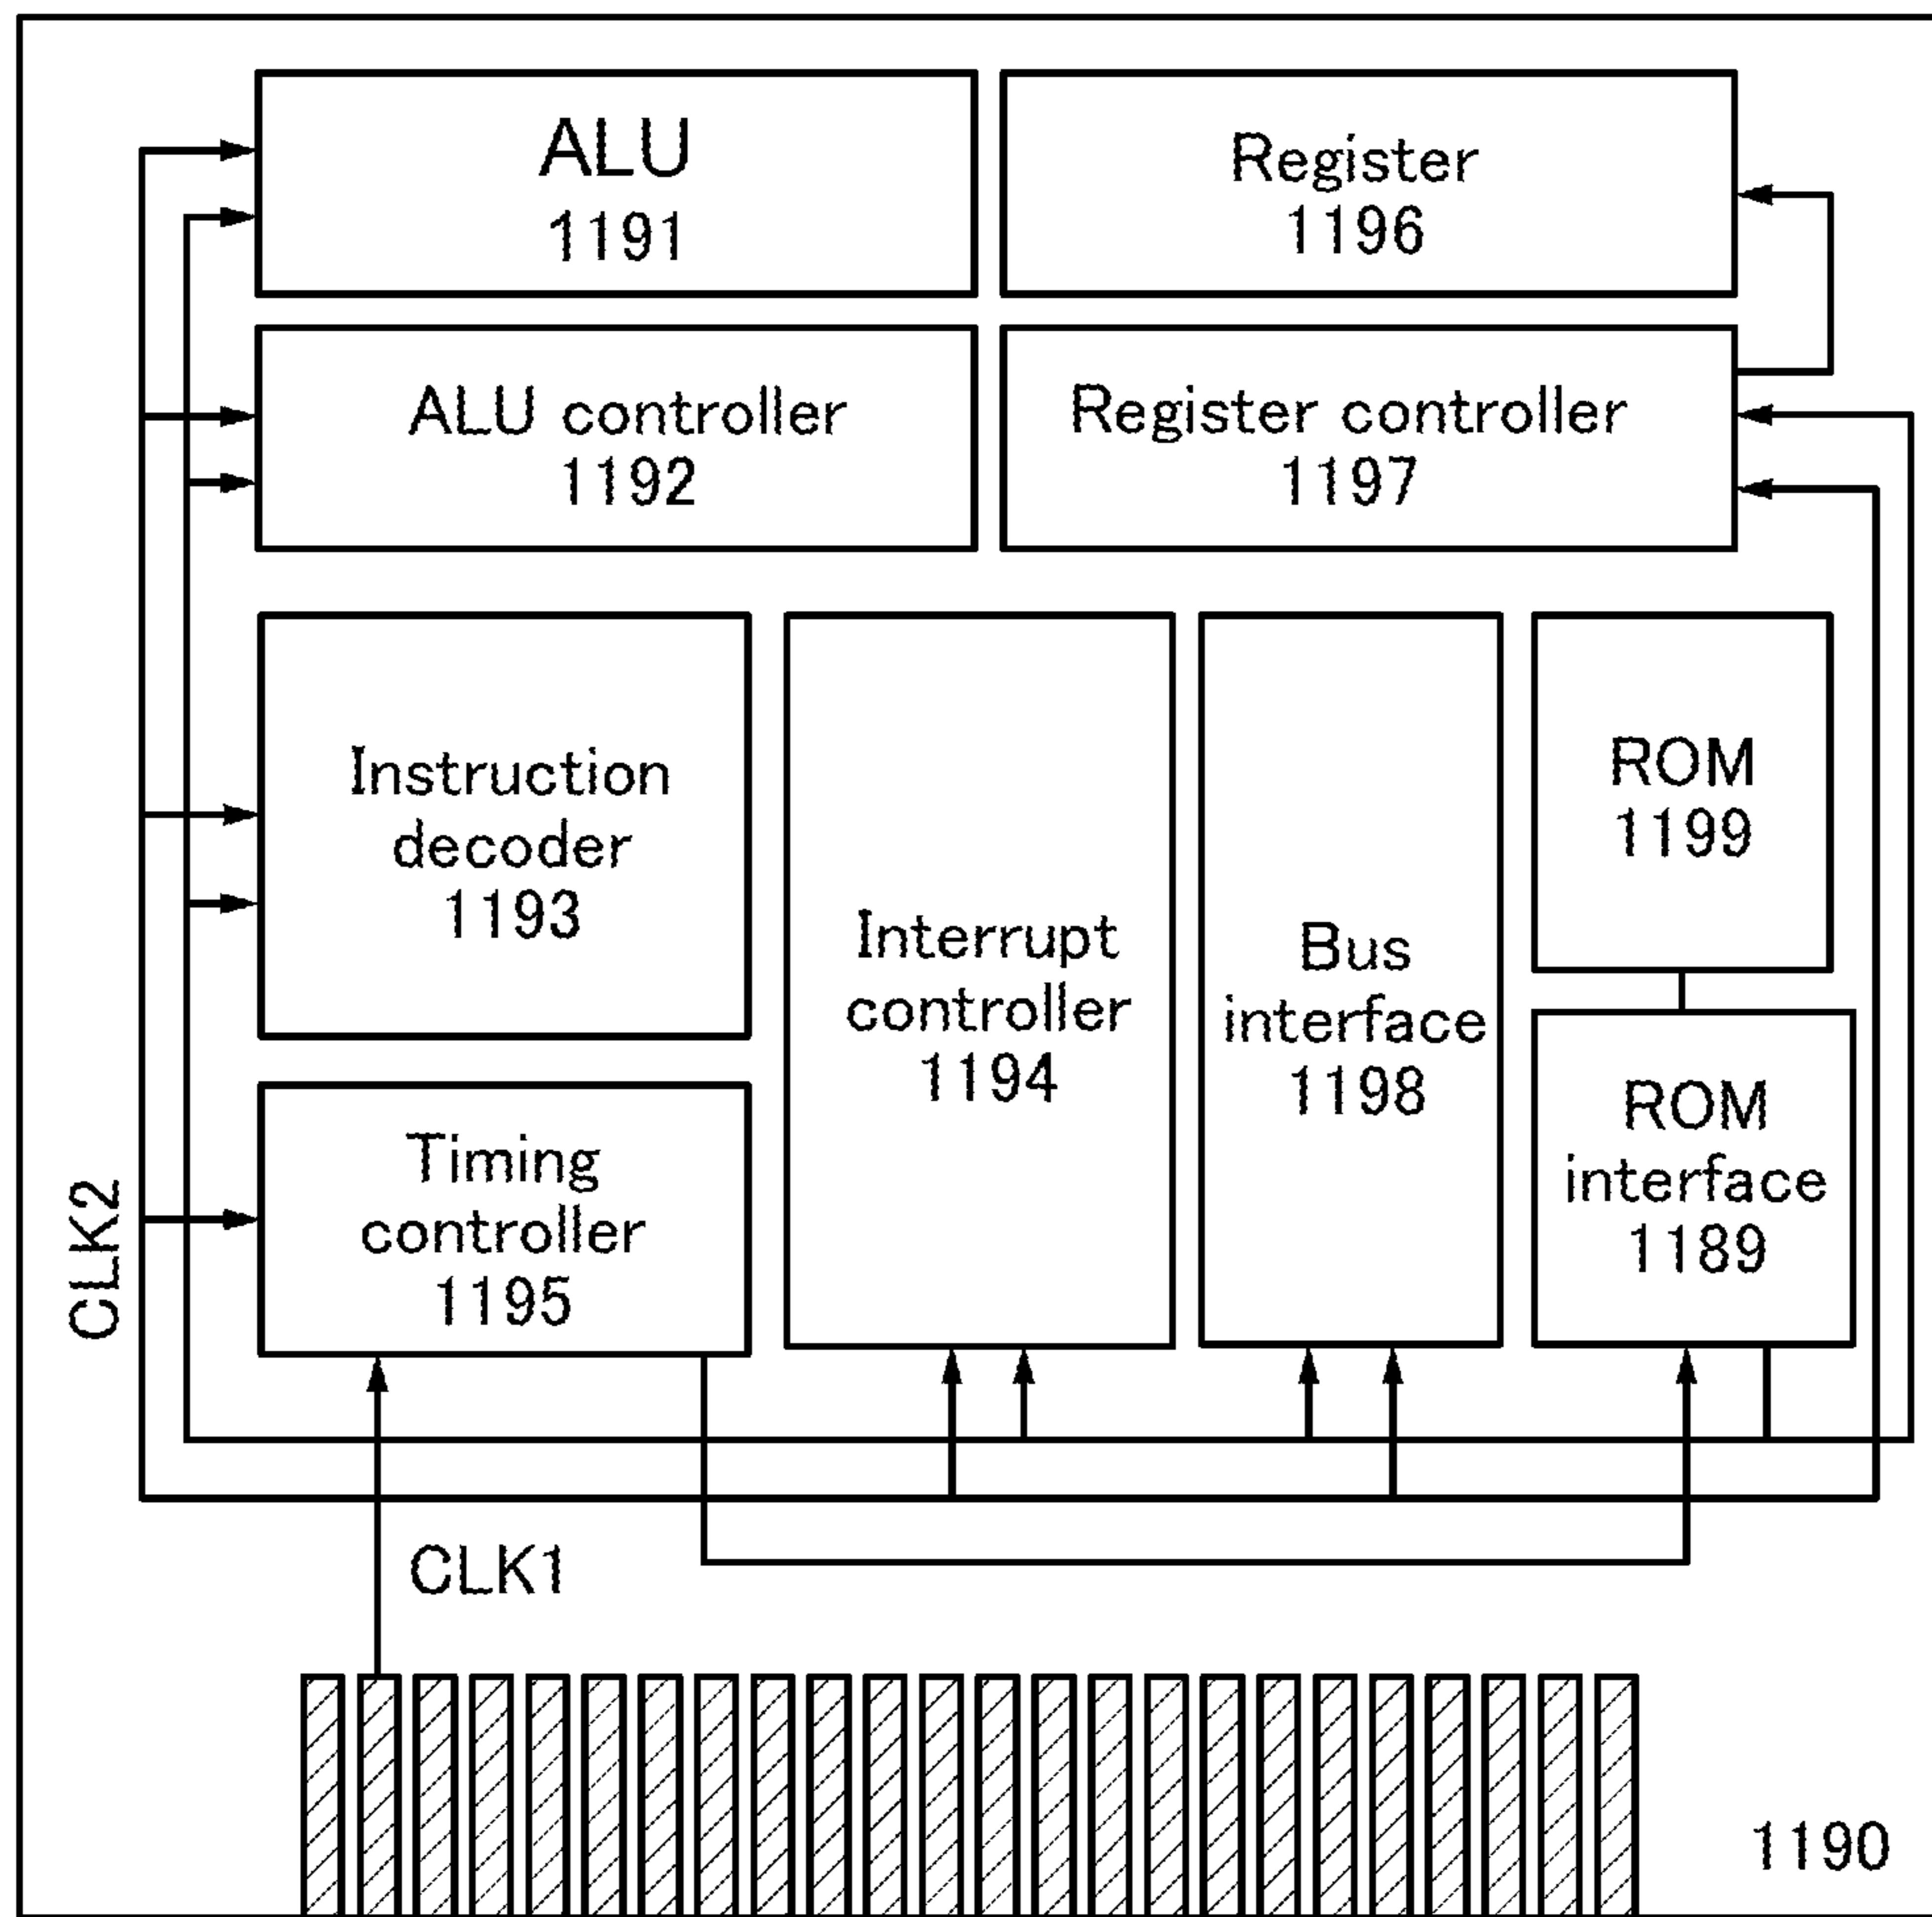 ALU
1191
Register
1196
ALU controller
1192
Register controller
1197
Instruction
decoder
1193
Interrupt
controller
1194
Bus
interface
1198
ROM
1199
ROM
interface
1189
Timing
controller
1195
CLK2
CLK1
1190